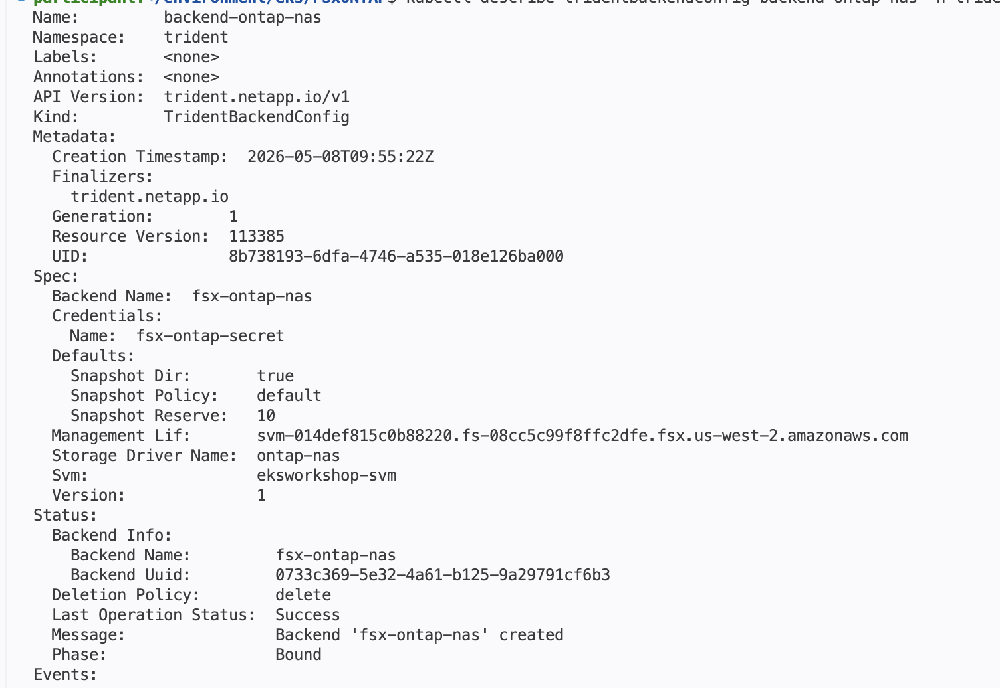 participant:~/environment/eks/FSxONTAP$ kubectl describe tridentbackendconfig backend-ontap-nas -n
Name:         backend-ontap-nas
Namespace:    trident
Labels:       <none>
Annotations:  <none>
API Version:  trident.netapp.io/v1
Kind:         TridentBackendConfig
Metadata:
  Creation Timestamp:  2026-05-08T09:55:22Z
  Finalizers:
    trident.netapp.io
  Generation:        1
  Resource Version:  113385
  UID:               8b738193-6dfa-4746-a535-018e126ba000
Spec:
  Backend Name:  fsx-ontap-nas
  Credentials:
    Name:  fsx-ontap-secret
  Defaults:
    Snapshot Dir:       true
    Snapshot Policy:    default
    Snapshot Reserve:   10
  Management Lif:       svm-014def815c0b88220.fs-08cc5c99f8ffc2dfe.fsx.us-west-2.amazonaws.com
  Storage Driver Name:  ontap-nas
  Svm:                  eksworkshop-svm
  Version:              1
Status:
  Backend Info:
    Backend Name:         fsx-ontap-nas
    Backend Uuid:         0733c369-5e32-4a61-b125-9a29791cf6b3
  Deletion Policy:        delete
  Last Operation Status:  Success
  Message:                Backend 'fsx-ontap-nas' created
  Phase:                  Bound
Events: